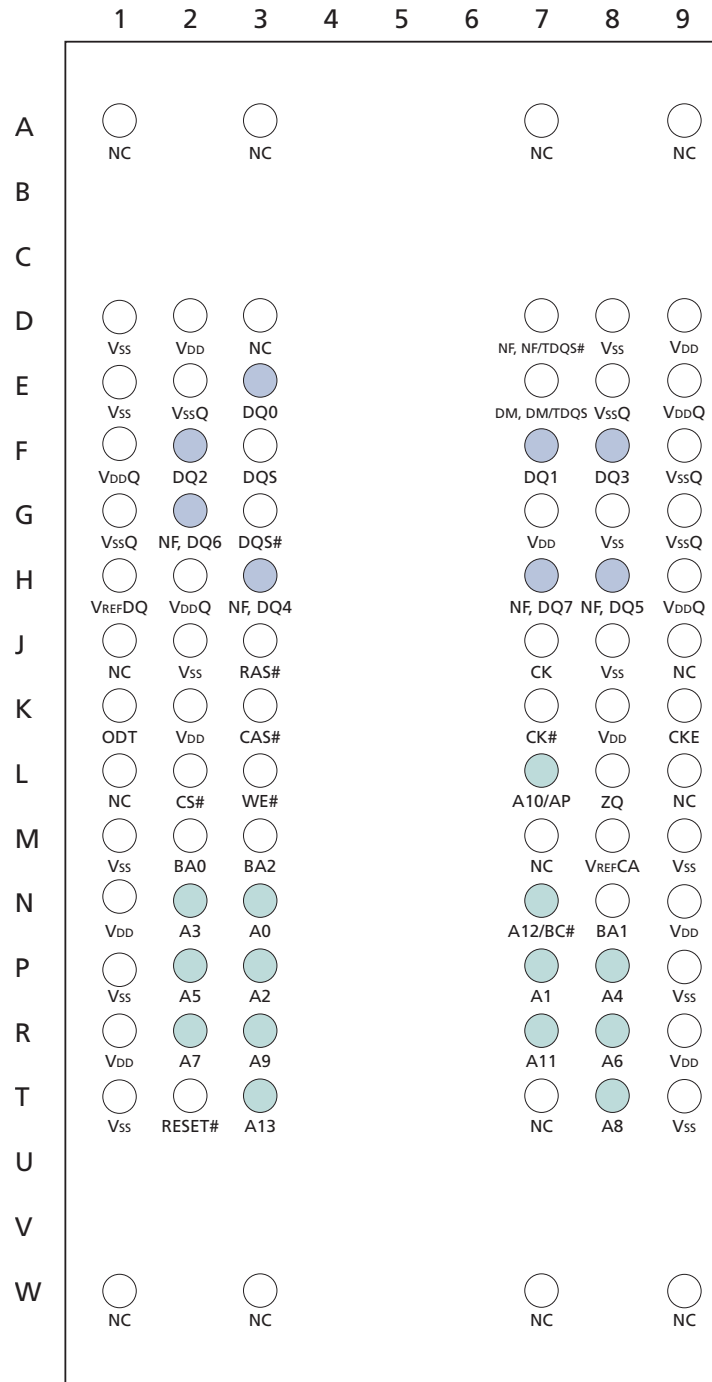 1 2 3 4 5 6 7 8 9
A
NC NC NC NC
B
C
D
Vss VDD NC NF, NF/TDQS# Vss VDD
E
Vss VssQ DQ0 DM, DM/TDQS VssQ VDDQ
F
VDDQ DQ2 DQS DQ1 DQ3 VssQ
G
VssQ NF, DQ6 DQS# VDD Vss VssQ
H
VREFDQ VDDQ NF, DQ4 NF, DQ7 NF, DQ5 VDDQ
J
NC Vss RAS# CK Vss NC
K
ODT VDD CAS# CK# VDD CKE
L
NC CS# WE# A10/AP ZQ NC
M
Vss BA0 BA2 NC VREFCA Vss
N
VDD A3 A0 A12/BC# BA1 VDD
P
Vss A5 A2 A1 A4 Vss
R
VDD A7 A9 A11 A6 VDD
T
Vss RESET# A13 NC A8 Vss
U
V
W
NC NC NC NC